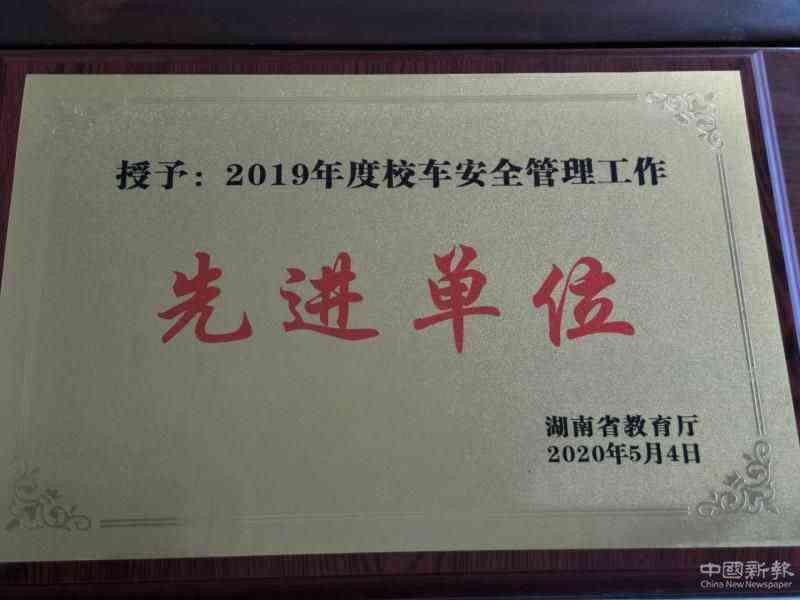 授予：2019年度校车安全管理工作
先进单位
湖南省教育厅
2020年5月4日
中國新報
China New Newspaper